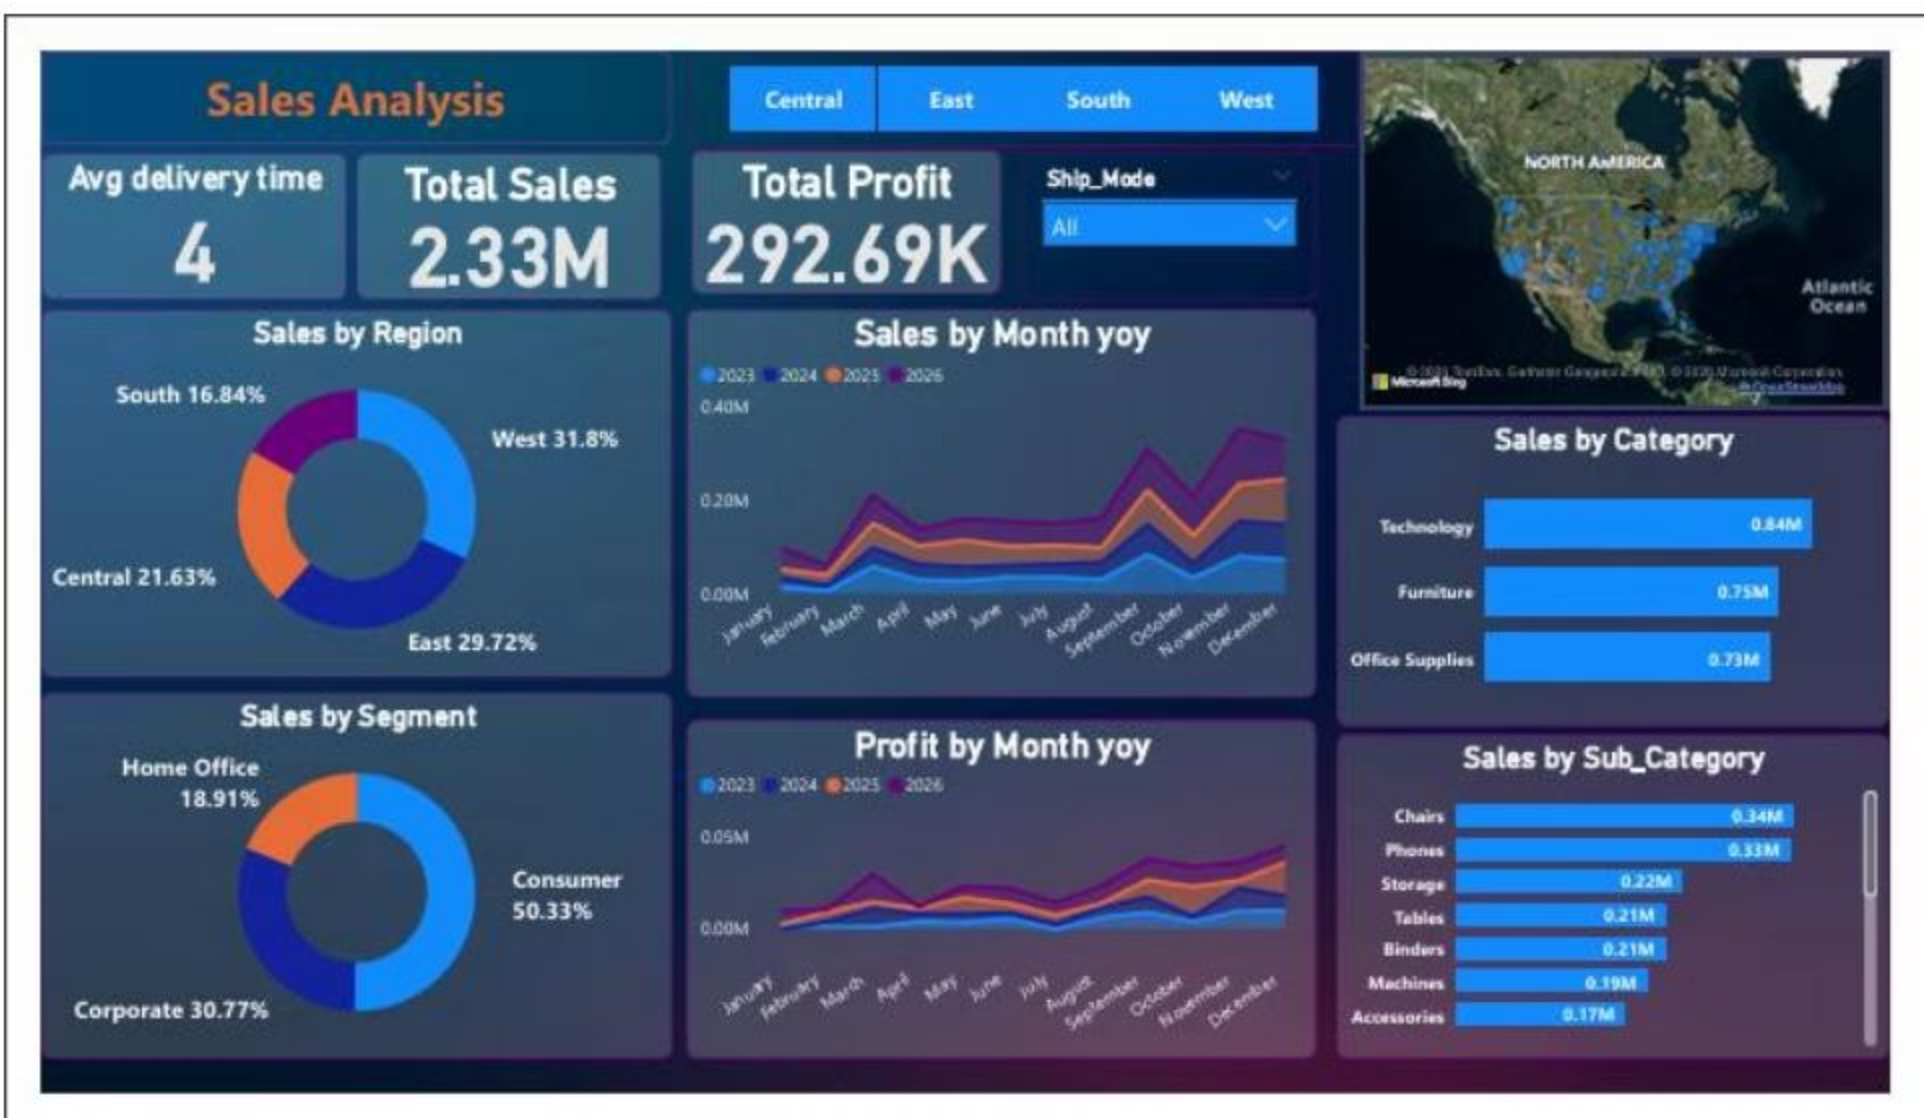 Sales Analysis
Central
East
South
West
Avg delivery time
4
Total Sales
2.33M
Total Profit
292.69K
Ship_Mode
All
NORTH AMERICA
Atlantic
Ocean
Microsoft Bing
OpenStreetMap
Sales by Region
South 16.84%
West 31.8%
Central 21.63%
East 29.72%
Sales by Month yoy
2023 2024 2025 2026
0.40M
0.20M
0.00M
January
February
March
April
May
June
July
August
September
October
November
December
Sales by Category
Technology 0.84M
Furniture 0.75M
Office Supplies 0.73M
Sales by Segment
Home Office
18.91%
Consumer
50.33%
Corporate 30.77%
Profit by Month yoy
2023 2024 2025 2026
0.05M
0.00M
January
February
March
April
May
June
July
August
September
October
November
December
Sales by Sub_Category
Chairs 0.34M
Phones 0.33M
Storage 0.22M
Tables 0.21M
Binders 0.21M
Machines 0.19M
Accessories 0.17M